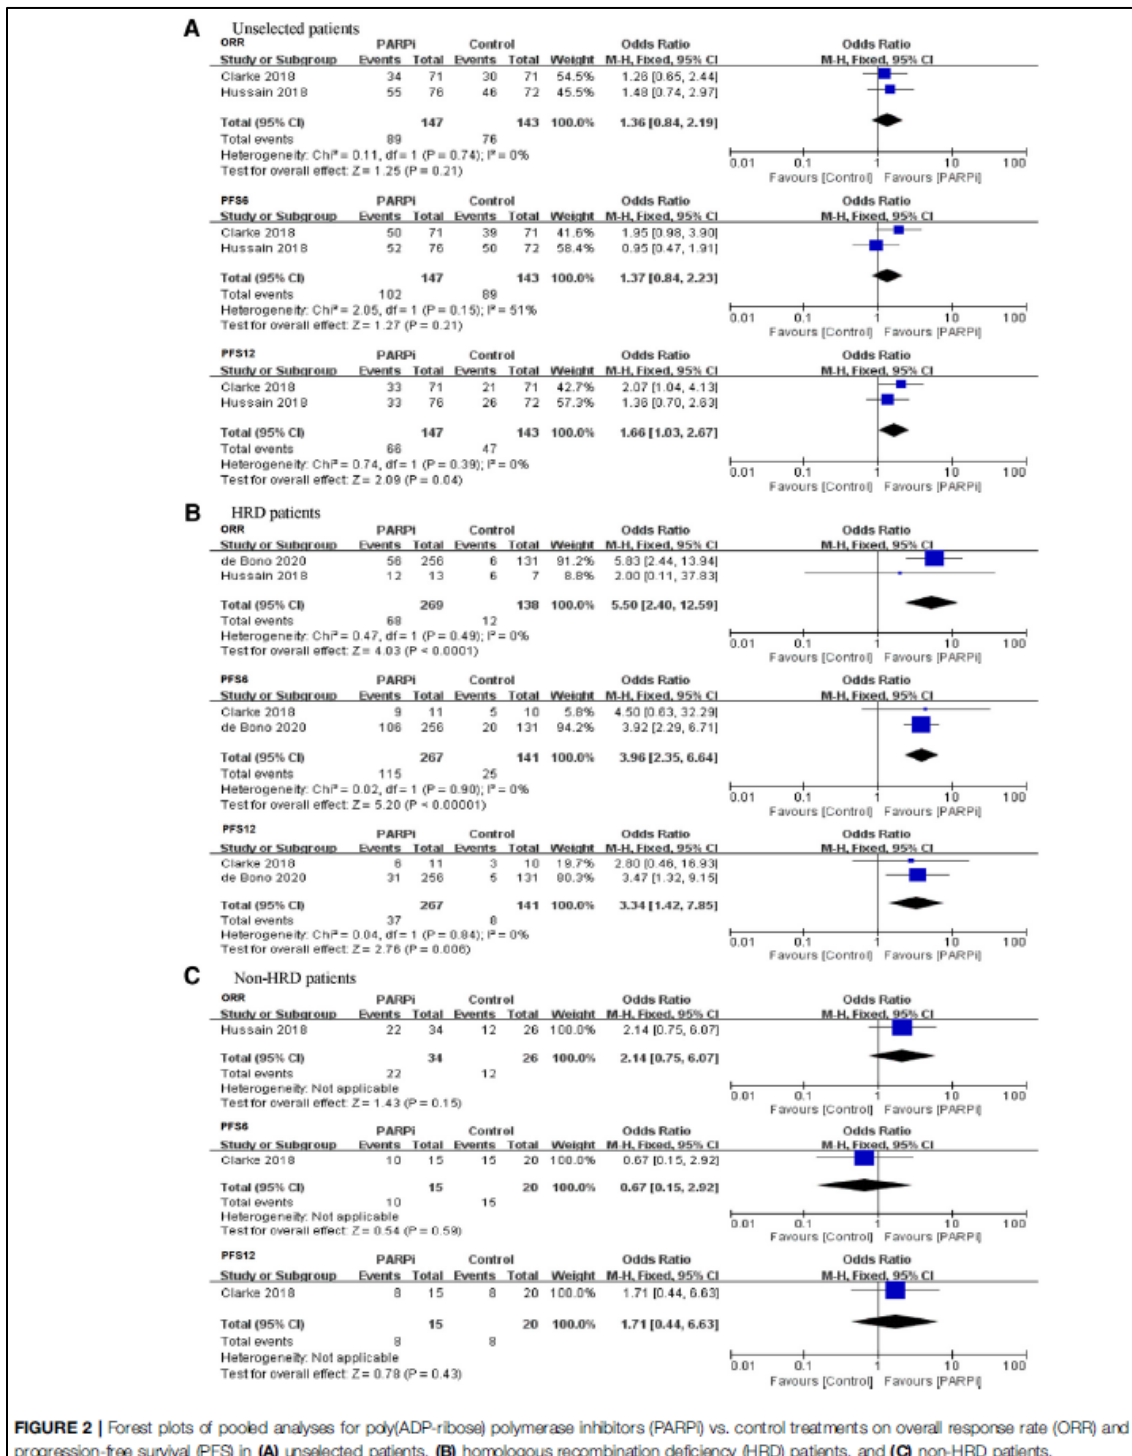 A Unselected patients
ORR PARPi Control Odds Ratio Odds Ratio
Study or Subgroup Events Total Events Total Weight M-H, Fixed, 95% CI M-H, Fixed, 95% CI
Clarke 2018 34 71 30 71 54.5% 1.26 [0.65, 2.44]
Hussain 2018 55 76 46 72 45.5% 1.48 [0.74, 2.97]
Total (95% CI) 147 143 100.0% 1.36 [0.84, 2.19]
Total events 89 76
Heterogeneity: Chi² = 0.11, df = 1 (P = 0.74); I² = 0%
Test for overall effect: Z = 1.25 (P = 0.21)
0.01 0.1 1 10 100
Favours [Control] Favours [PARPi]
PFS6 PARPi Control Odds Ratio Odds Ratio
Study or Subgroup Events Total Events Total Weight M-H, Fixed, 95% CI M-H, Fixed, 95% CI
Clarke 2018 50 71 39 71 41.6% 1.95 [0.98, 3.90]
Hussain 2018 52 76 50 72 58.4% 0.95 [0.47, 1.91]
Total (95% CI) 147 143 100.0% 1.37 [0.84, 2.23]
Total events 102 89
Heterogeneity: Chi² = 2.05, df = 1 (P = 0.15); I² = 51%
Test for overall effect: Z = 1.27 (P = 0.21)
0.01 0.1 1 10 100
Favours [Control] Favours [PARPi]
PFS12 PARPi Control Odds Ratio Odds Ratio
Study or Subgroup Events Total Events Total Weight M-H, Fixed, 95% CI M-H, Fixed, 95% CI
Clarke 2018 33 71 21 71 42.7% 2.07 [1.04, 4.13]
Hussain 2018 33 76 26 72 57.3% 1.36 [0.70, 2.63]
Total (95% CI) 147 143 100.0% 1.66 [1.03, 2.67]
Total events 66 47
Heterogeneity: Chi² = 0.74, df = 1 (P = 0.39); I² = 0%
Test for overall effect: Z = 2.09 (P = 0.04)
0.01 0.1 1 10 100
Favours [Control] Favours [PARPi]
B HRD patients
ORR PARPi Control Odds Ratio Odds Ratio
Study or Subgroup Events Total Events Total Weight M-H, Fixed, 95% CI M-H, Fixed, 95% CI
de Bono 2020 56 256 6 131 91.2% 5.83 [2.44, 13.94]
Hussain 2018 12 13 6 7 8.8% 2.00 [0.11, 37.83]
Total (95% CI) 269 138 100.0% 5.50 [2.40, 12.59]
Total events 68 12
Heterogeneity: Chi² = 0.47, df = 1 (P = 0.49); I² = 0%
Test for overall effect: Z = 4.03 (P < 0.0001)
0.01 0.1 1 10 100
Favours [Control] Favours [PARPi]
PFS6 PARPi Control Odds Ratio Odds Ratio
Study or Subgroup Events Total Events Total Weight M-H, Fixed, 95% CI M-H, Fixed, 95% CI
Clarke 2018 9 11 5 10 5.8% 4.50 [0.63, 32.29]
de Bono 2020 106 256 20 131 94.2% 3.92 [2.29, 6.71]
Total (95% CI) 267 141 100.0% 3.96 [2.35, 6.64]
Total events 115 25
Heterogeneity: Chi² = 0.02, df = 1 (P = 0.90); I² = 0%
Test for overall effect: Z = 5.20 (P < 0.00001)
0.01 0.1 1 10 100
Favours [Control] Favours [PARPi]
PFS12 PARPi Control Odds Ratio Odds Ratio
Study or Subgroup Events Total Events Total Weight M-H, Fixed, 95% CI M-H, Fixed, 95% CI
Clarke 2018 6 11 3 10 19.7% 2.80 [0.46, 16.93]
de Bono 2020 31 256 5 131 80.3% 3.47 [1.32, 9.15]
Total (95% CI) 267 141 100.0% 3.34 [1.42, 7.85]
Total events 37 8
Heterogeneity: Chi² = 0.04, df = 1 (P = 0.84); I² = 0%
Test for overall effect: Z = 2.76 (P = 0.006)
0.01 0.1 1 10 100
Favours [Control] Favours [PARPi]
C Non-HRD patients
ORR PARPi Control Odds Ratio Odds Ratio
Study or Subgroup Events Total Events Total Weight M-H, Fixed, 95% CI M-H, Fixed, 95% CI
Hussain 2018 22 34 12 26 100.0% 2.14 [0.75, 6.07]
Total (95% CI) 34 26 100.0% 2.14 [0.75, 6.07]
Total events 22 12
Heterogeneity: Not applicable
Test for overall effect: Z = 1.43 (P = 0.15)
0.01 0.1 1 10 100
Favours [Control] Favours [PARPi]
PFS6 PARPi Control Odds Ratio Odds Ratio
Study or Subgroup Events Total Events Total Weight M-H, Fixed, 95% CI M-H, Fixed, 95% CI
Clarke 2018 10 15 15 20 100.0% 0.67 [0.15, 2.92]
Total (95% CI) 15 20 100.0% 0.67 [0.15, 2.92]
Total events 10 15
Heterogeneity: Not applicable
Test for overall effect: Z = 0.54 (P = 0.59)
0.01 0.1 1 10 100
Favours [Control] Favours [PARPi]
PFS12 PARPi Control Odds Ratio Odds Ratio
Study or Subgroup Events Total Events Total Weight M-H, Fixed, 95% CI M-H, Fixed, 95% CI
Clarke 2018 8 15 8 20 100.0% 1.71 [0.44, 6.63]
Total (95% CI) 15 20 100.0% 1.71 [0.44, 6.63]
Total events 8 8
Heterogeneity: Not applicable
Test for overall effect: Z = 0.78 (P = 0.43)
0.01 0.1 1 10 100
Favours [Control] Favours [PARPi]
FIGURE 2 | Forest plots of pooled analyses for poly(ADP-ribose) polymerase inhibitors (PARPi) vs. control treatments on overall response rate (ORR) and
progression-free survival (PFS) in (A) unselected patients, (B) homologous recombination deficiency (HRD) patients, and (C) non-HRD patients.